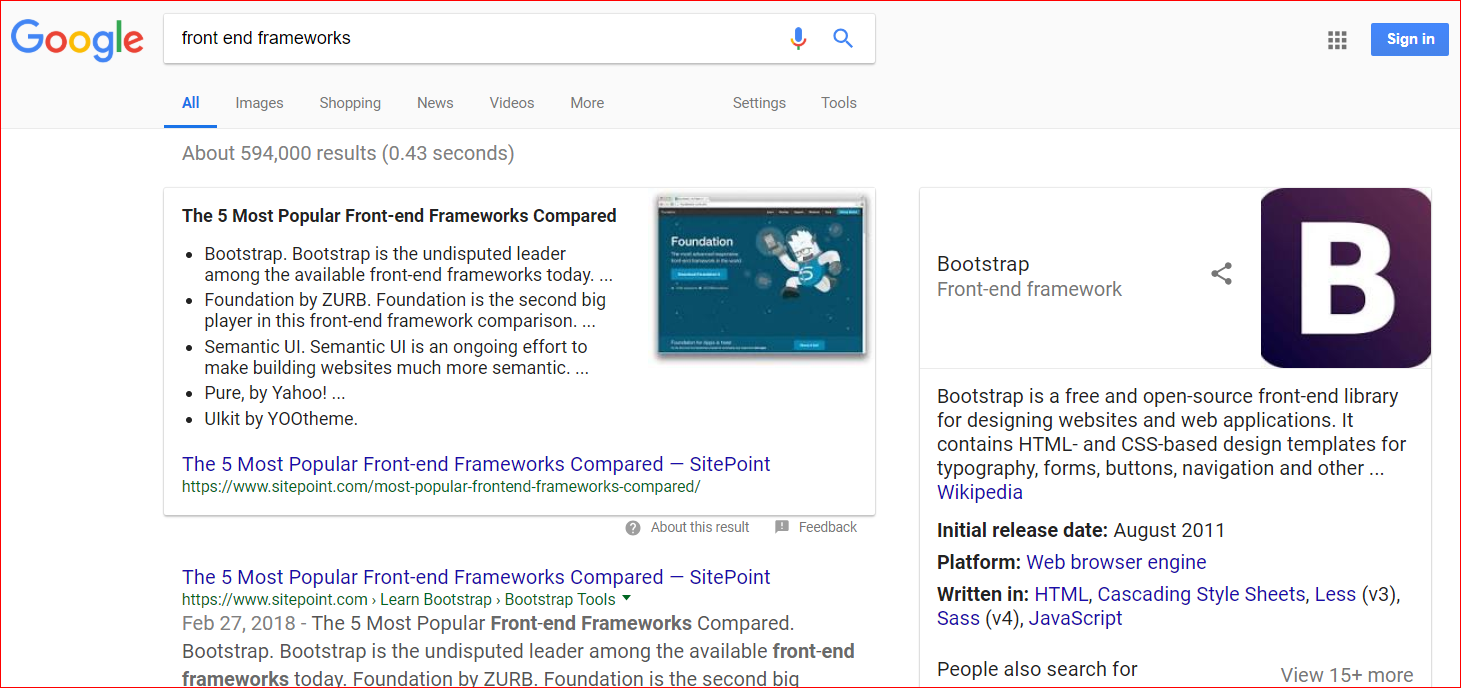 Google
front end frameworks
Sign in
All Images Shopping News Videos More Settings Tools
About 594,000 results (0.43 seconds)
The 5 Most Popular Front-end Frameworks Compared
Bootstrap. Bootstrap is the undisputed leader
among the available front-end frameworks today. ...
Foundation by ZURB. Foundation is the second big
player in this front-end framework comparison. ...
Semantic UI. Semantic UI is an ongoing effort to
make building websites much more semantic. ...
Pure, by Yahoo! ...
UIkit by YOOtheme.
Foundation
The most advanced responsive
front-end framework in the world
The 5 Most Popular Front-end Frameworks Compared — SitePoint
https://www.sitepoint.com/most-popular-frontend-frameworks-compared/
About this result Feedback
The 5 Most Popular Front-end Frameworks Compared — SitePoint
https://www.sitepoint.com › Learn Bootstrap › Bootstrap Tools
Feb 27, 2018 - The 5 Most Popular Front-end Frameworks Compared.
Bootstrap. Bootstrap is the undisputed leader among the available front-end
frameworks today. Foundation by ZURB. Foundation is the second big
Bootstrap
Front-end framework
B
Bootstrap is a free and open-source front-end library
for designing websites and web applications. It
contains HTML- and CSS-based design templates for
typography, forms, buttons, navigation and other ...
Wikipedia
Initial release date: August 2011
Platform: Web browser engine
Written in: HTML, Cascading Style Sheets, Less (v3),
Sass (v4), JavaScript
People also search for
View 15+ more